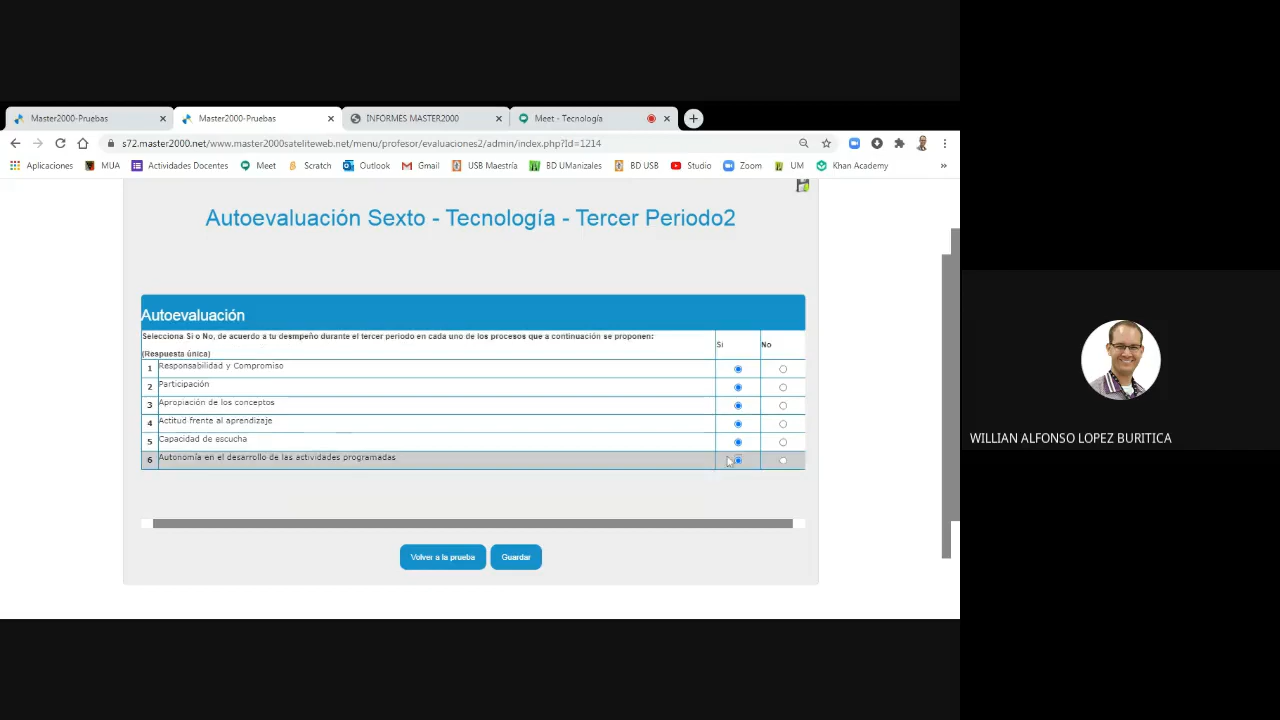 Master2000-Pruebas
Master2000-Pruebas
INFORMES MASTER2000
Meet - Tecnología
s72.master2000.net/www.master2000sateliteweb.net/menu/profesor/evaluaciones2/admin/index.php?Id=1214
Aplicaciones MUA Actividades Docentes Meet Scratch Outlook Gmail USB Maestría BD UManizales BD USB Studio Zoom UM Khan Academy »
Autoevaluación Sexto - Tecnología - Tercer Periodo2
Autoevaluación
Selecciona Si o No, de acuerdo a tu desmpeño durante el tercer periodo en cada uno de los procesos que a continuación se proponen:
(Respuesta única)
Si No
1 Responsabilidad y Compromiso
2 Participación
3 Apropiación de los conceptos
4 Actitud frente al aprendizaje
5 Capacidad de escucha
6 Autonomía en el desarrollo de las actividades programadas
Volver a la prueba Guardar
WILLIAN ALFONSO LOPEZ BURITICA